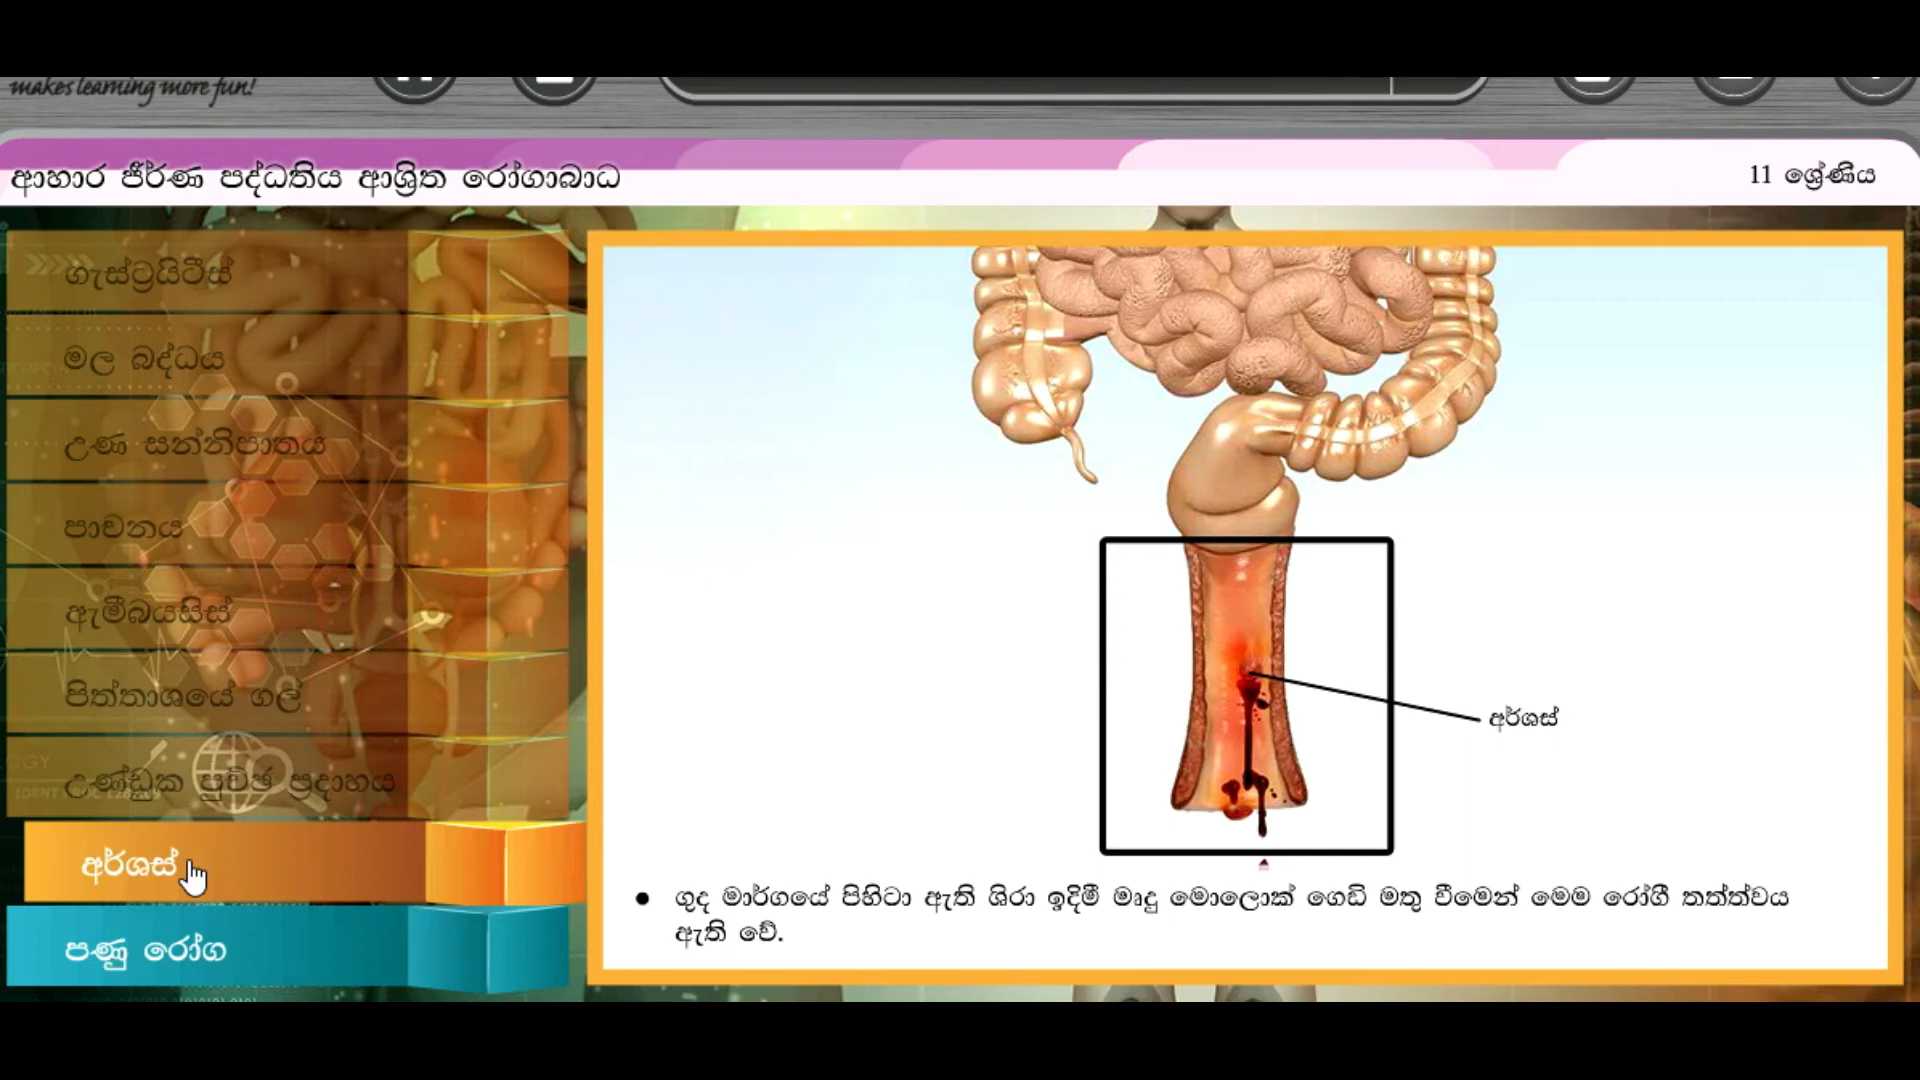 makes learning more fun!
ආහාර ජීර්ණ පද්ධතිය ආශ්‍රිත රෝගාබාධ
11 ශ්‍රේණිය
ගැස්ට්‍රයිටීස්
මල බද්ධය
උණ සන්නිපාතය
පාචනය
ඇමීබයසිස්
පිත්තාශයේ ගල්
උණ්ඩුක පුච්ඡ ප්‍රදාහය
අර්ශස්
පණු රෝග
අර්ශස්
● ගුද මාර්ගයේ පිහිටා ඇති ශිරා ඉදිමී මෘදු මොලොක් ගෙඩි මතු වීමෙන් මෙම රෝගී තත්ත්වය
ඇති වේ.